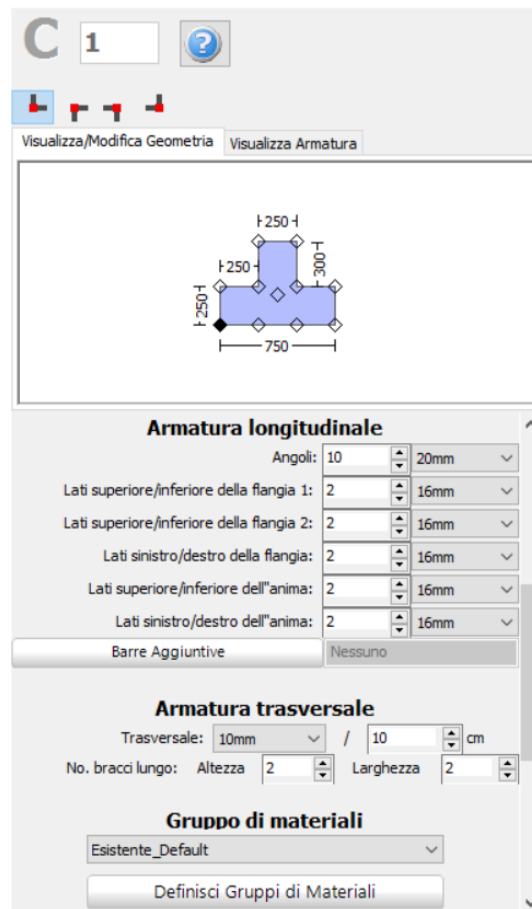 C 1
Visualizza/Modifica Geometria Visualizza Armatura
250
250 300
250
750
Armatura longitudinale
Angoli: 10 20mm
Lati superiore/inferiore della flangia 1: 2 16mm
Lati superiore/inferiore della flangia 2: 2 16mm
Lati sinistro/destro della flangia: 2 16mm
Lati superiore/inferiore dell"anima: 2 16mm
Lati sinistro/destro dell"anima: 2 16mm
Barre Aggiuntive Nessuno
Armatura trasversale
Trasversale: 10mm / 10 cm
No. bracci lungo: Altezza 2 Larghezza 2
Gruppo di materiali
Esistente_Default
Definisci Gruppi di Materiali